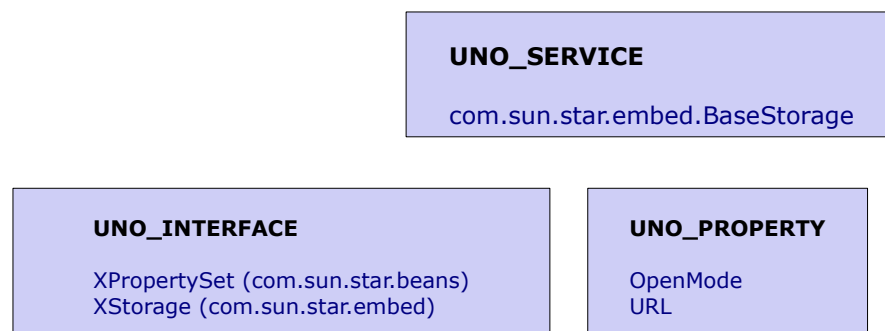 UNO_SERVICE
com.sun.star.embed.BaseStorage
UNO_INTERFACE
XPropertySet (com.sun.star.beans)
XStorage (com.sun.star.embed)
UNO_PROPERTY
OpenMode
URL